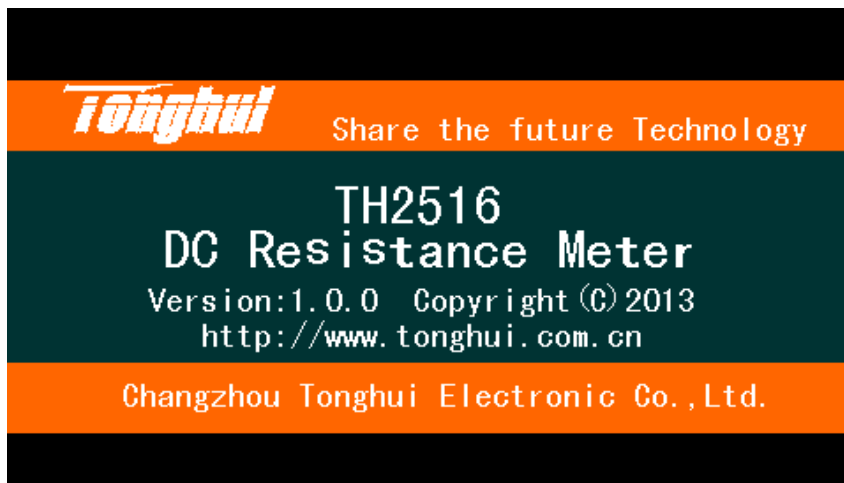 Tonghui
Share the future Technology
TH2516
DC Resistance Meter
Version:1.0.0 Copyright(C)2013
http://www.tonghui.com.cn
Changzhou Tonghui Electronic Co.,Ltd.